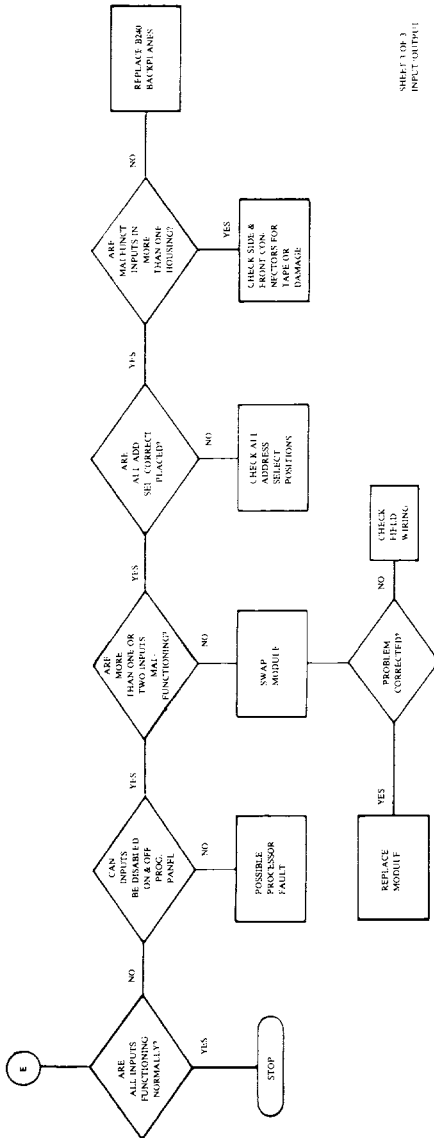 E
ARE
ALL INPUTS
FUNCTIONING
NORMALLY?
YES
STOP
NO
CAN
INPUTS
BE DISABLED
ON & OFF
PROG.
PANEL
NO
POSSIBLE
PROCESSOR
FAULT
YES
ARE
MORE
THAN ONE OR
TWO INPUTS
MAL-
FUNCTIONING?
NO
SWAP
MODULE
PROBLEM
CORRECTED?
YES
REPLACE
MODULE
NO
CHECK
FIELD
WIRING
YES
ARE
ALL ADD
SEL CORRECT
PLACED?
NO
CHECK ALL
ADDRESS
SELECT
POSITIONS
YES
ARE
MALFUNCT
INPUTS IN
MORE
THAN ONE
HOUSING?
YES
CHECK SIDE &
FRONT CON-
NECTORS FOR
TAPE OR
DAMAGE
NO
REPLACE B240
BACKPLANES
SHEET 3 OF 3
INPUT/OUTPUT